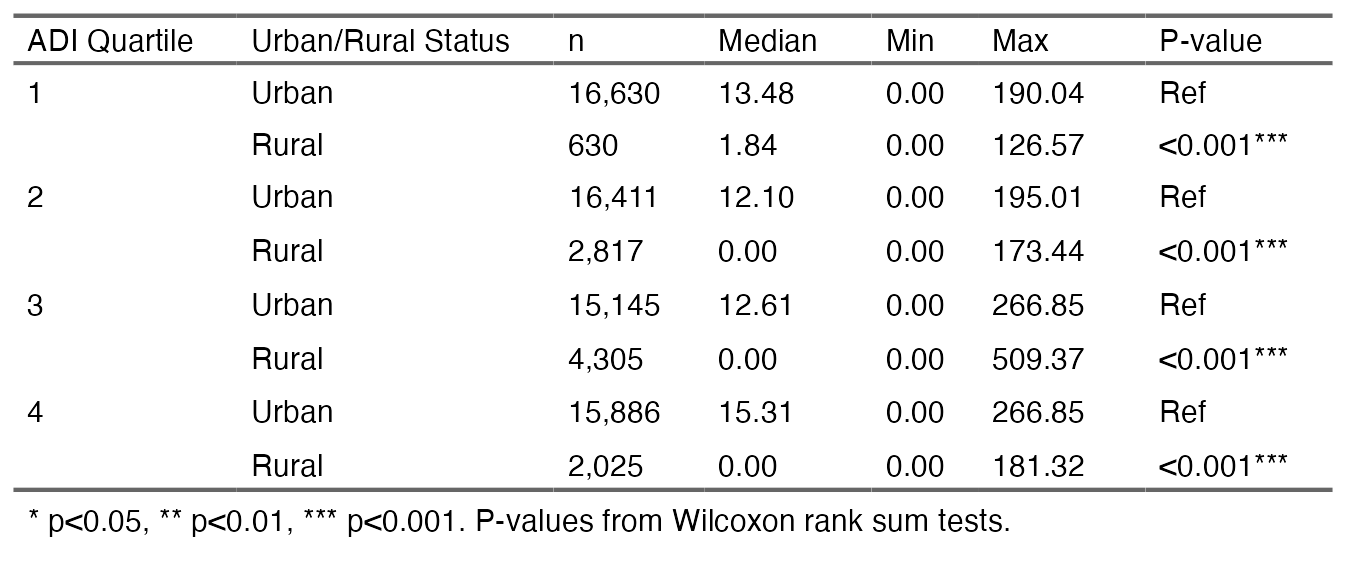 ADI Quartile Urban/Rural Status n Median Min Max P-value
1 Urban 16,630 13.48 0.00 190.04 Ref
Rural 630 1.84 0.00 126.57 <0.001***
2 Urban 16,411 12.10 0.00 195.01 Ref
Rural 2,817 0.00 0.00 173.44 <0.001***
3 Urban 15,145 12.61 0.00 266.85 Ref
Rural 4,305 0.00 0.00 509.37 <0.001***
4 Urban 15,886 15.31 0.00 266.85 Ref
Rural 2,025 0.00 0.00 181.32 <0.001***
* p<0.05, ** p<0.01, *** p<0.001. P-values from Wilcoxon rank sum tests.